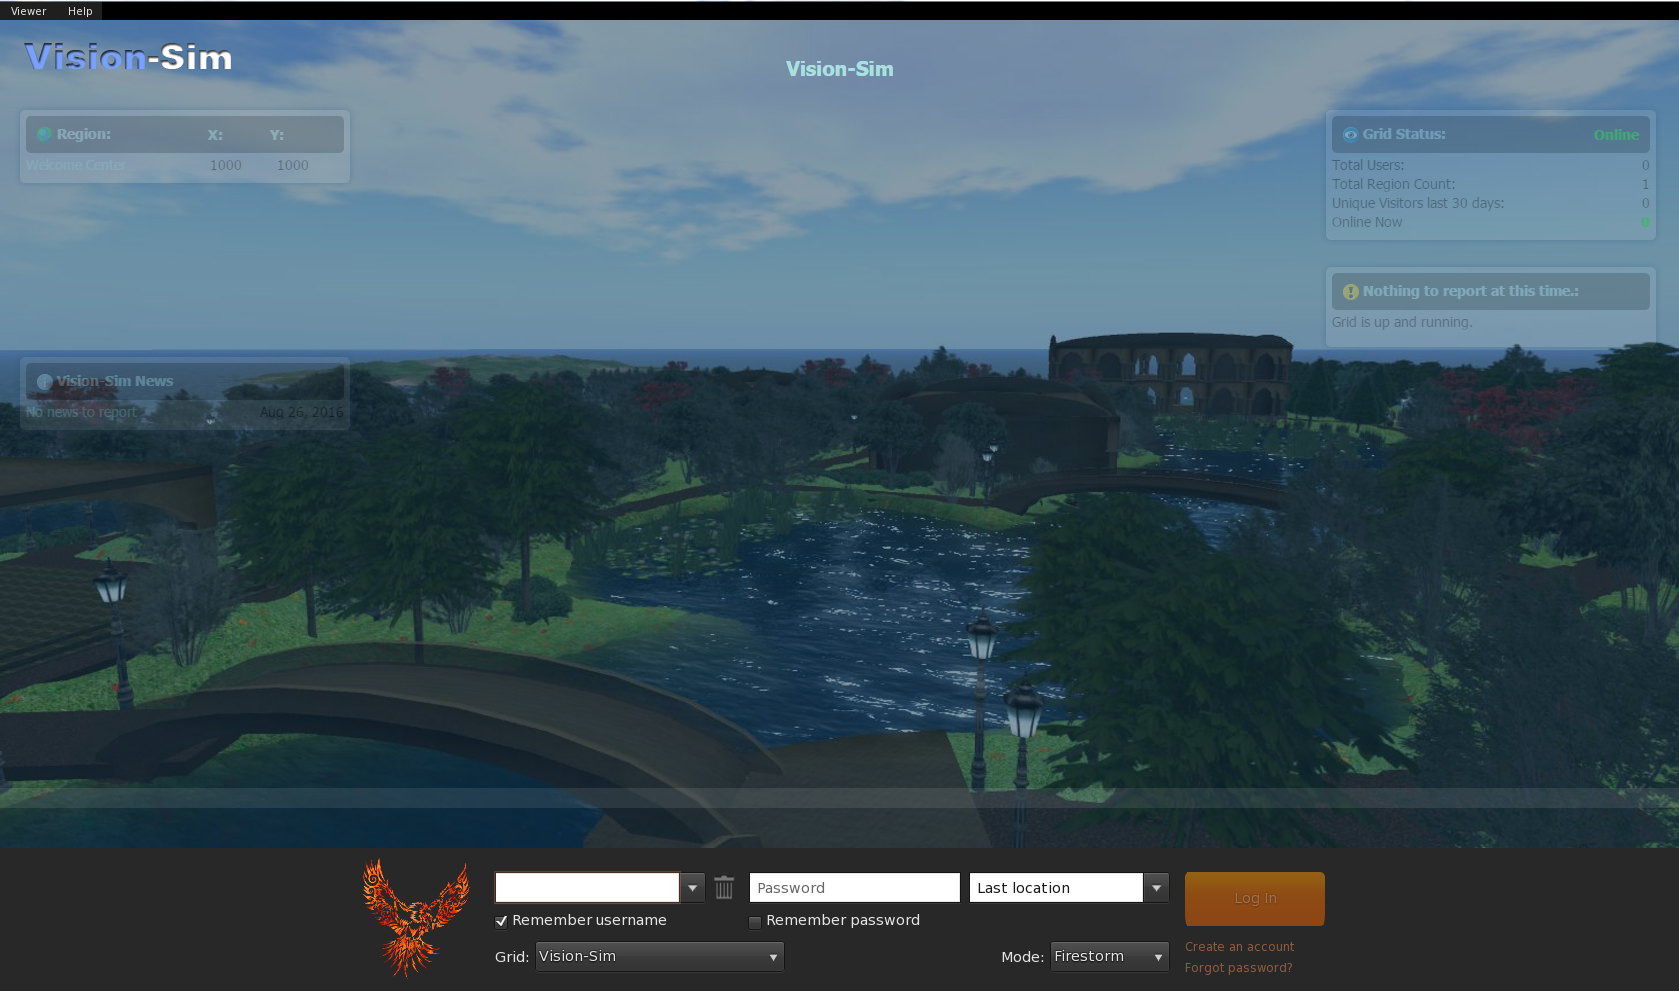 Viewer Help
Vision-Sim
Vision-Sim
Region: X: Y:
Welcome Center 1000 1000
Grid Status: Online
Total Users: 0
Total Region Count: 1
Unique Visitors last 30 days: 0
Online Now 0
Nothing to report at this time.:
Grid is up and running.
Vision-Sim News
No news to report Aug 26, 2016
Password
Last location
Log In
Remember username
Remember password
Create an account
Grid: Vision-Sim
Mode: Firestorm
Forgot password?